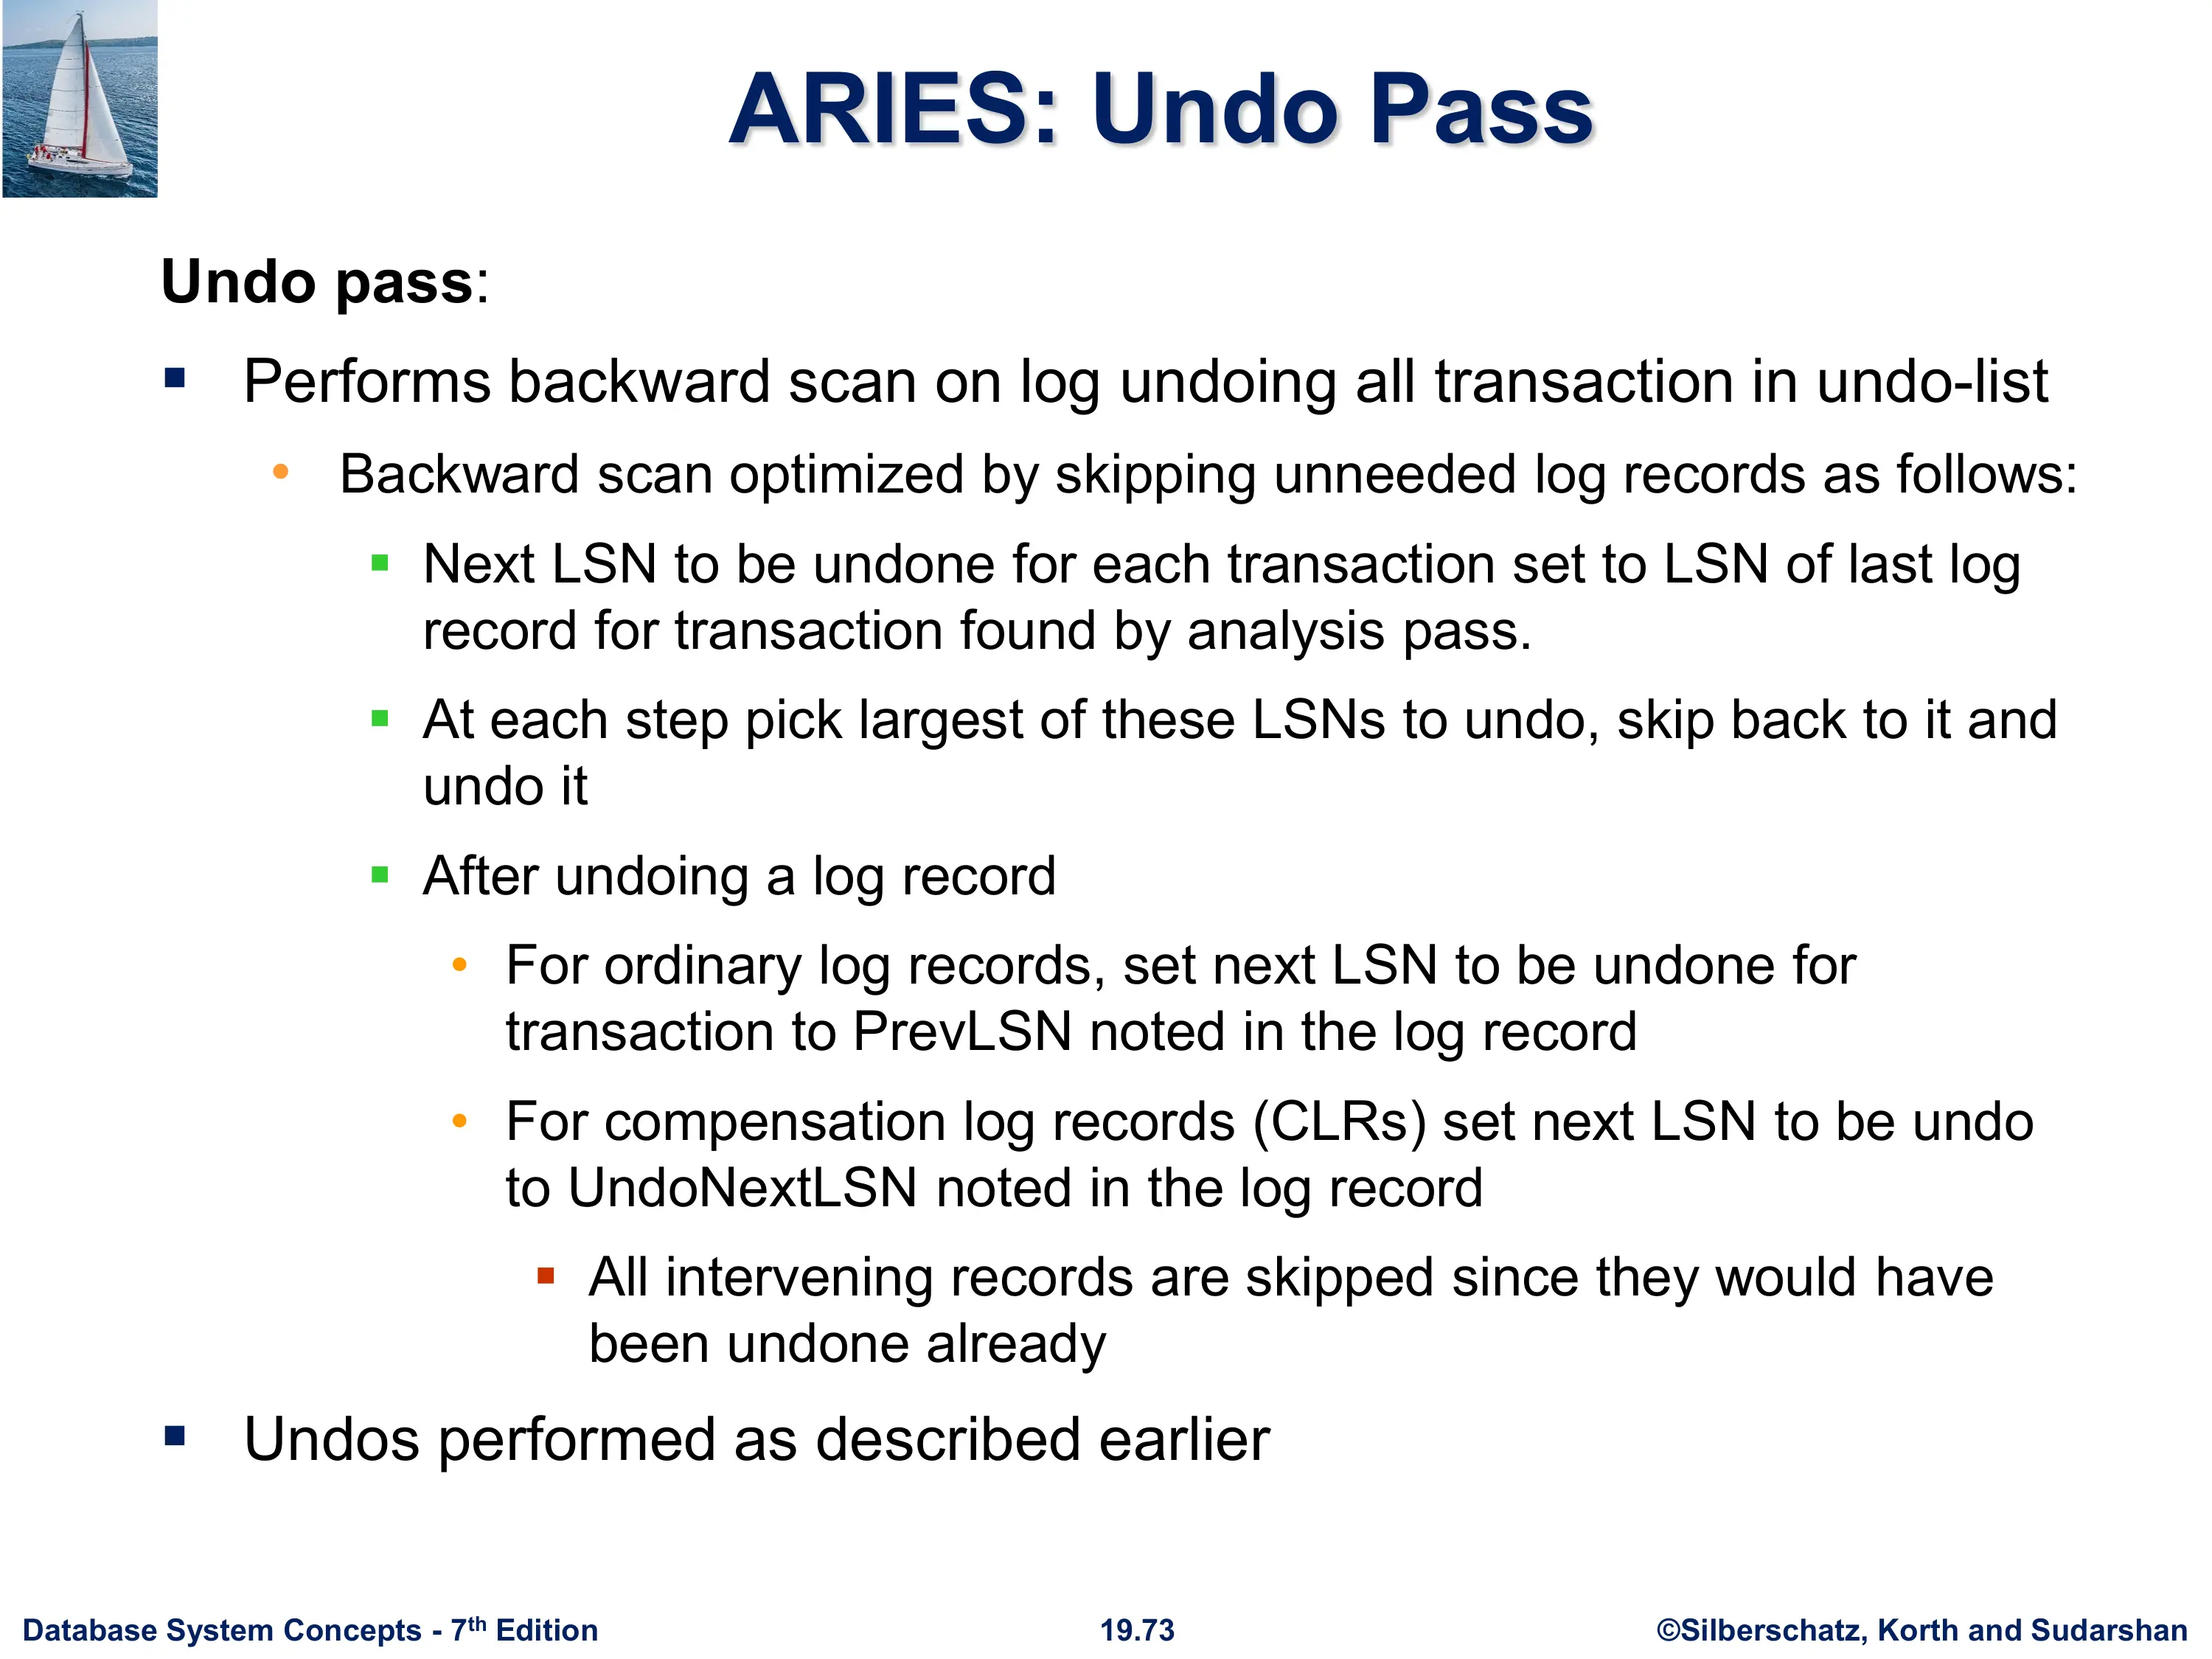 ARIES: Undo Pass
Undo pass:
▪ Performs backward scan on log undoing all transaction in undo-list
• Backward scan optimized by skipping unneeded log records as follows:
▪ Next LSN to be undone for each transaction set to LSN of last log
record for transaction found by analysis pass.
▪ At each step pick largest of these LSNs to undo, skip back to it and
undo it
▪ After undoing a log record
• For ordinary log records, set next LSN to be undone for
transaction to PrevLSN noted in the log record
• For compensation log records (CLRs) set next LSN to be undo
to UndoNextLSN noted in the log record
▪ All intervening records are skipped since they would have
been undone already
▪ Undos performed as described earlier
Database System Concepts - 7th Edition
19.73
©Silberschatz, Korth and Sudarshan